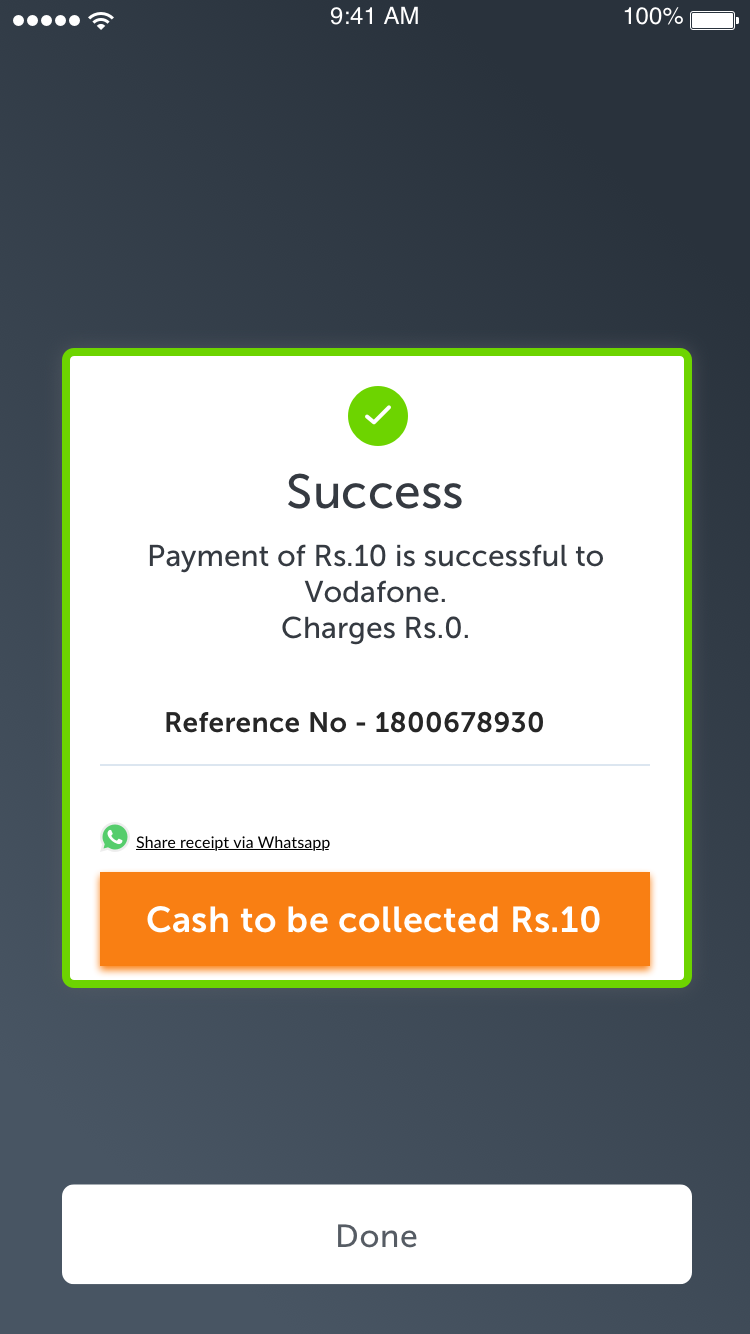 9:41 AM
100%
Success
Payment of Rs.10 is successful to
Vodafone.
Charges Rs.0.
Reference No - 1800678930
Share receipt via Whatsapp
Cash to be collected Rs.10
Done